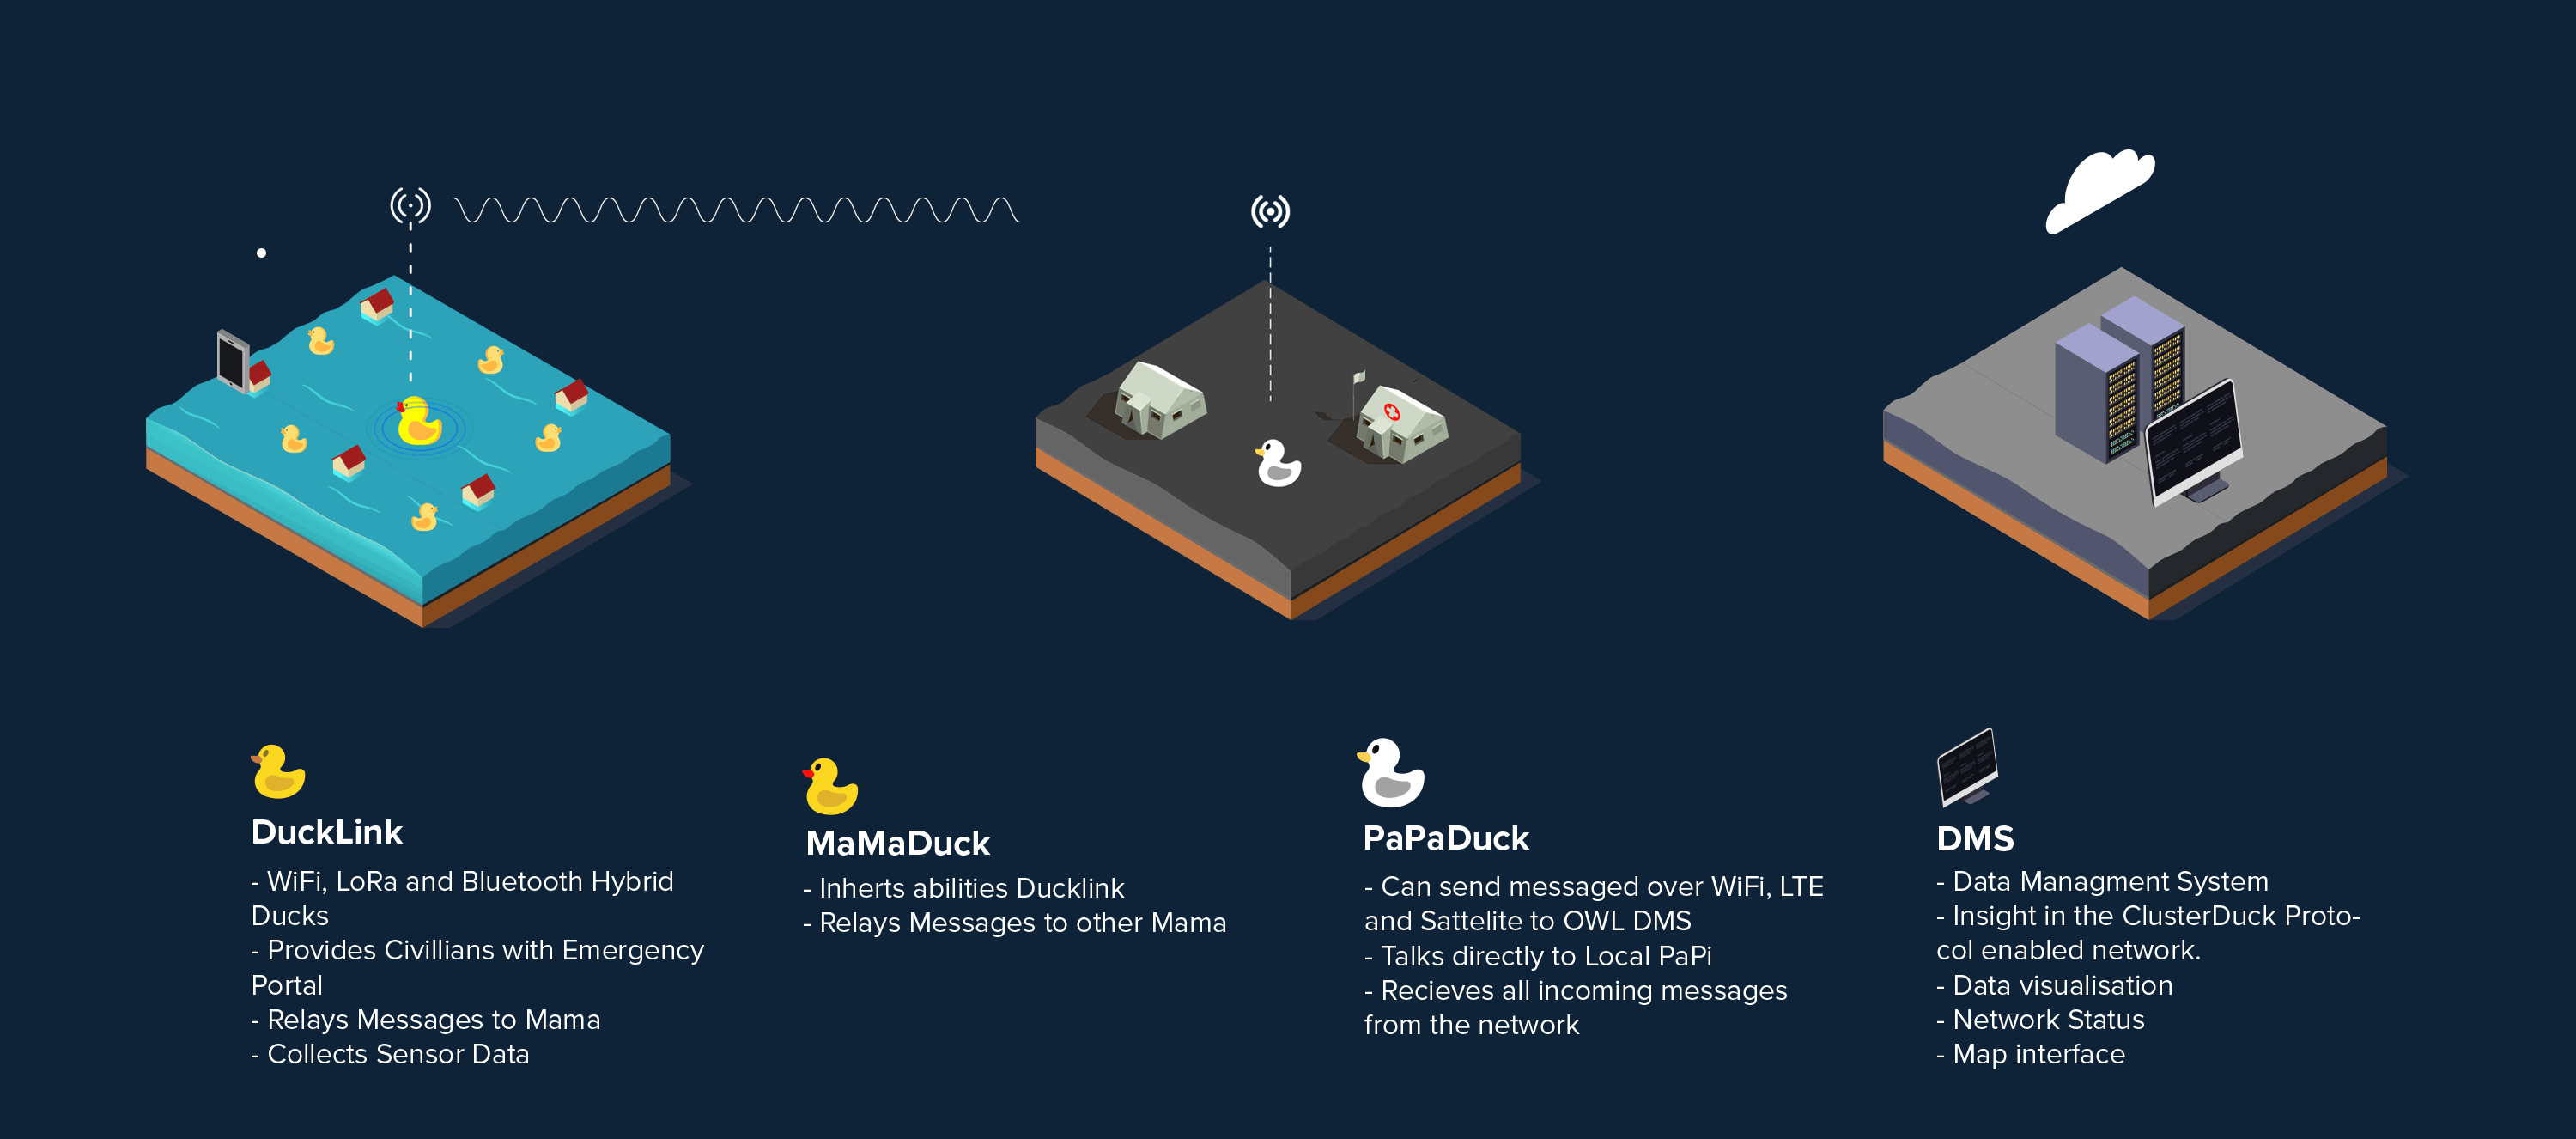 DuckLink
- WiFi, LoRa and Bluetooth Hybrid
Ducks
- Provides Civillians with Emergency
Portal
- Relays Messages to Mama
- Collects Sensor Data
MaMaDuck
- Inherts abilities Ducklink
- Relays Messages to other Mama
PaPaDuck
- Can send messaged over WiFi, LTE
and Sattelite to OWL DMS
- Talks directly to Local PaPi
- Recieves all incoming messages
from the network
DMS
- Data Managment System
- Insight in the ClusterDuck Proto-
col enabled network.
- Data visualisation
- Network Status
- Map interface